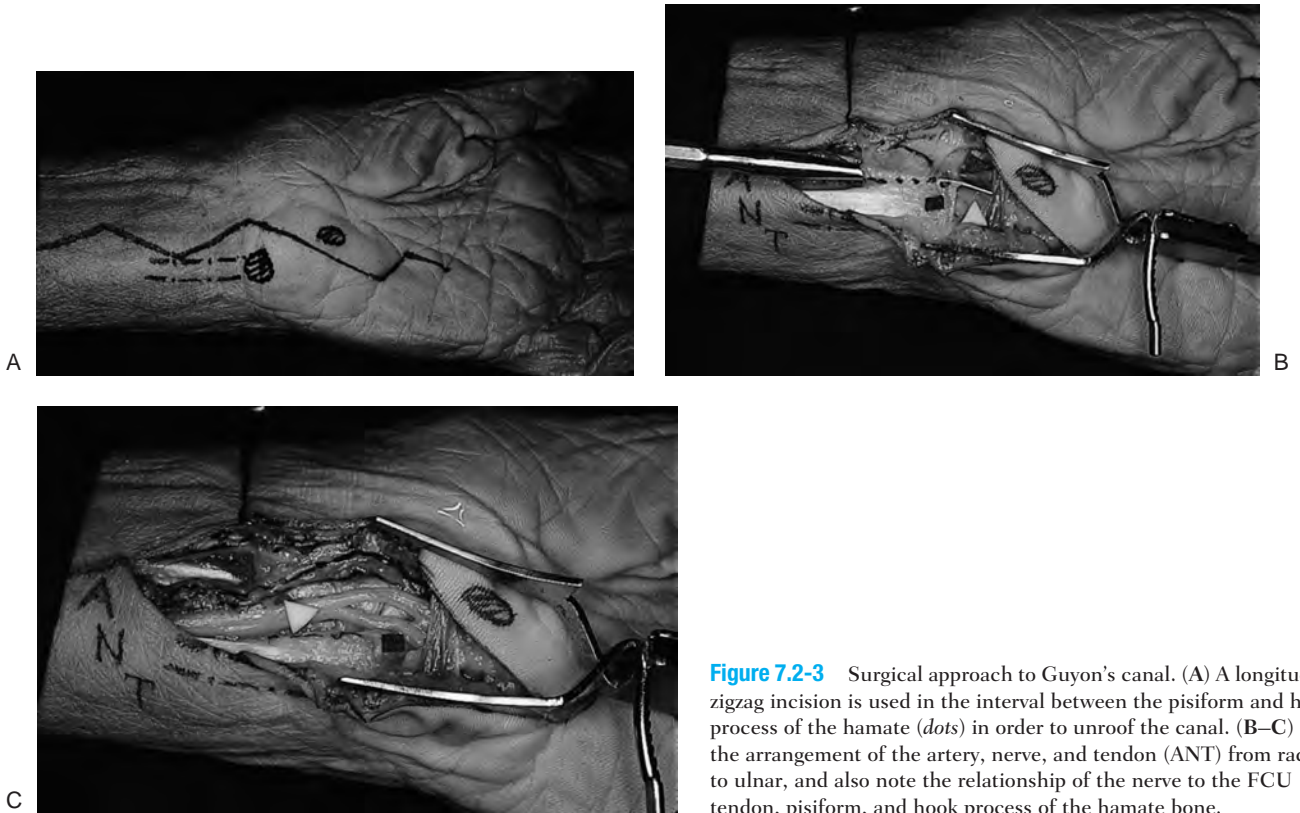 A
A
N
T
B
A
N
T
C
Figure 7.2-3 Surgical approach to Guyon's canal. (A) A longitu
zigzag incision is used in the interval between the pisiform and h
process of the hamate (dots) in order to unroof the canal. (B–C)
the arrangement of the artery, nerve, and tendon (ANT) from rad
to ulnar, and also note the relationship of the nerve to the FCU
tendon, pisiform, and hook process of the hamate bone.